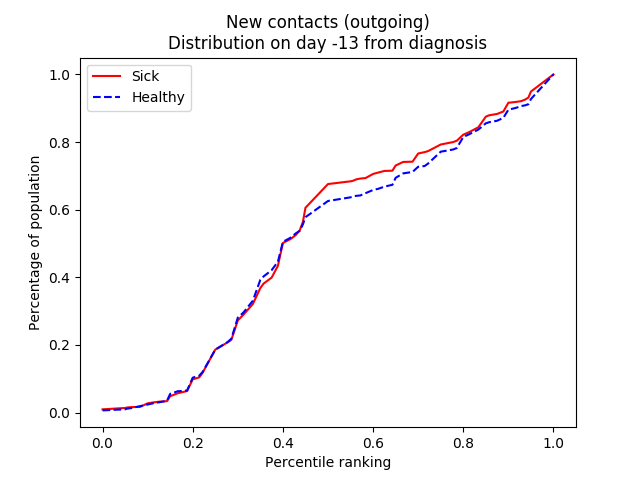 New contacts (outgoing)
Distribution on day -13 from diagnosis
Sick
Healthy
Percentage of population
1.0
0.8
0.6
0.4
0.2
0.0
0.0 0.2 0.4 0.6 0.8 1.0
Percentile ranking